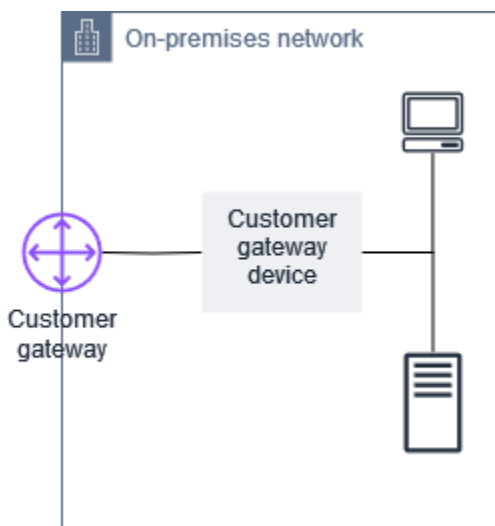 On-premises network
Customer
gateway
device
Customer
gateway